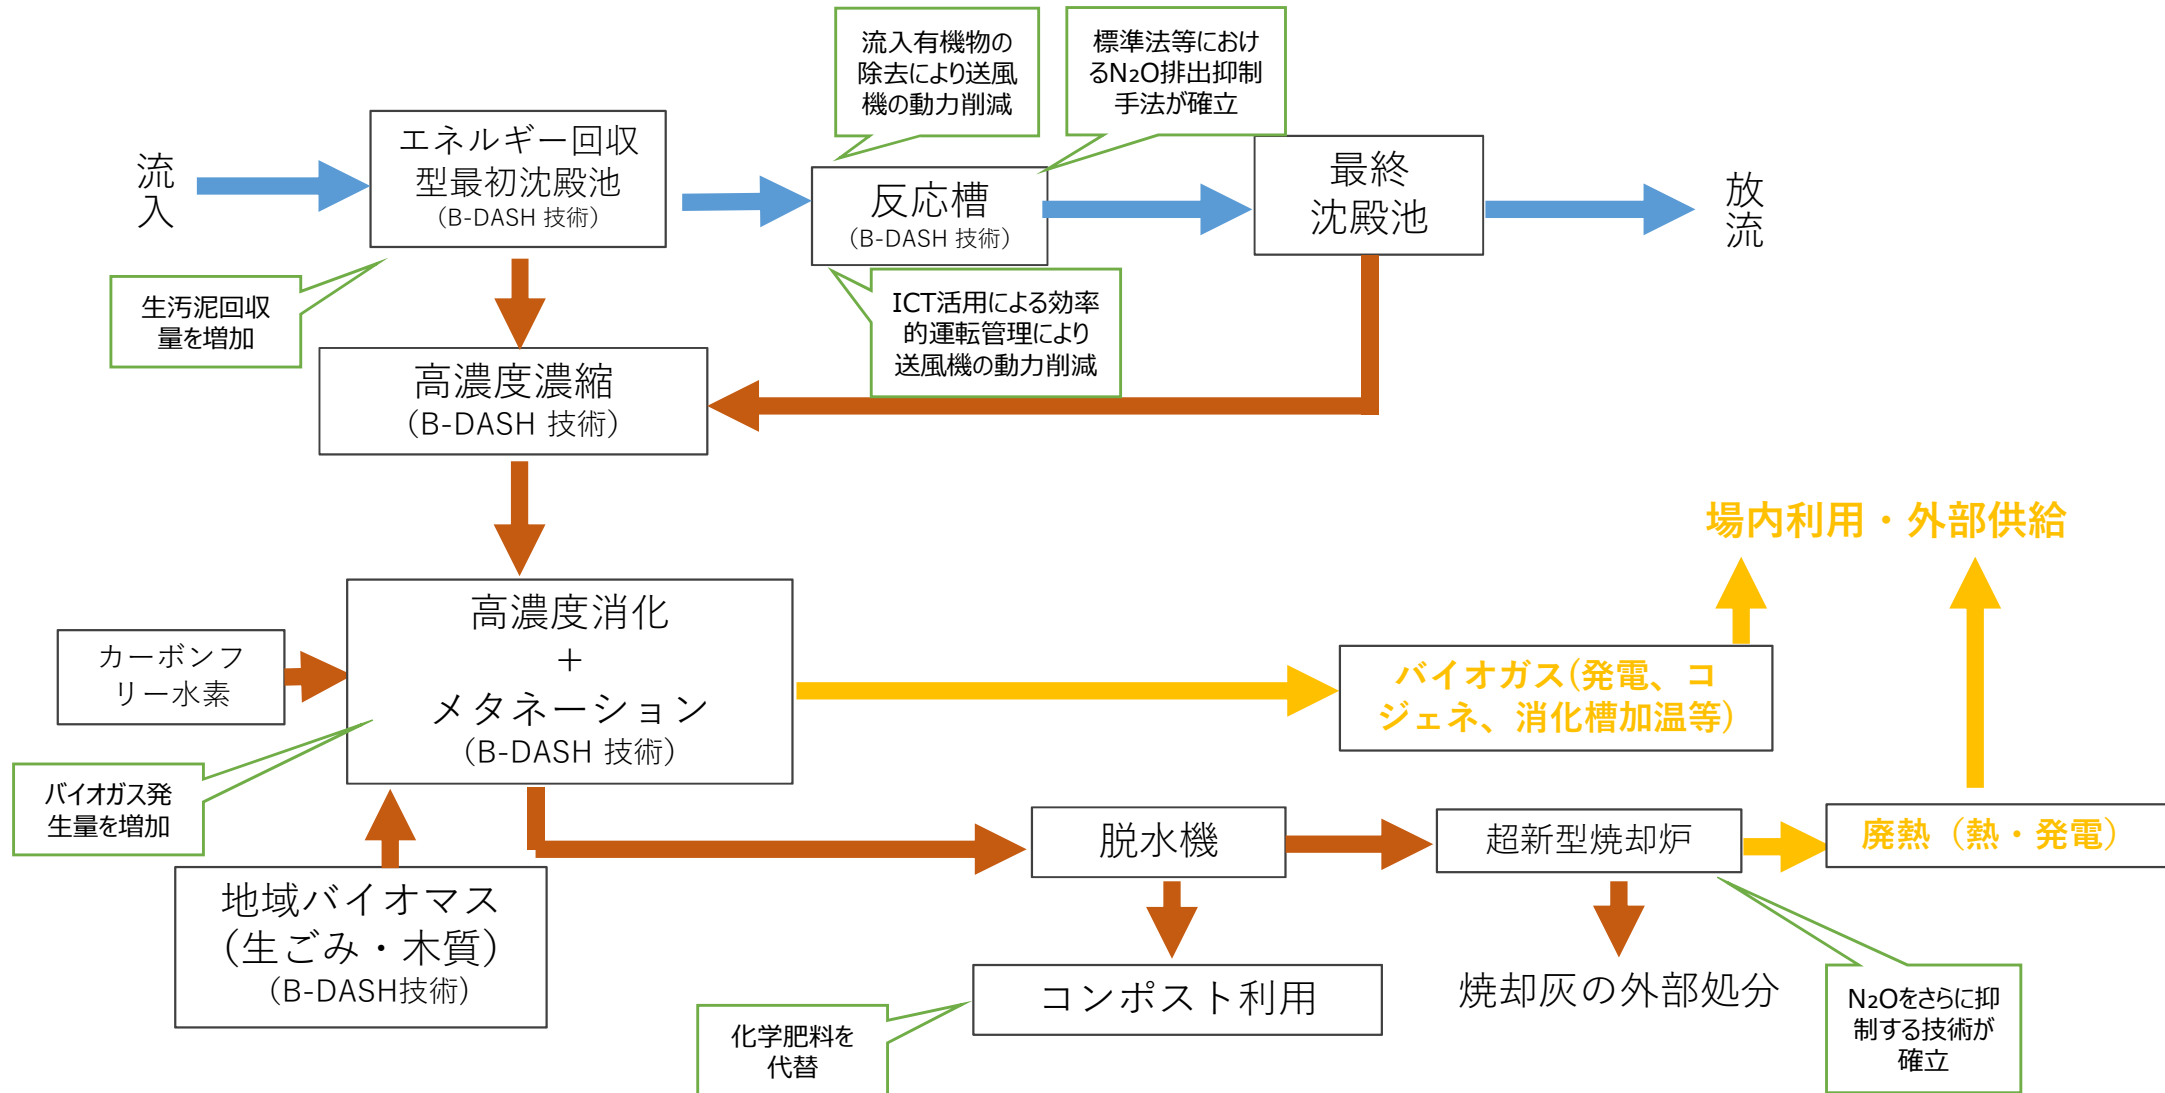 流入有機物の
除去により送風
機の動力削減
標準法等におけ
るN₂O排出抑制
手法が確立
流
入
エネルギー回収
型最初沈殿池
（B-DASH 技術）
反応槽
（B-DASH 技術）
最終
沈殿池
放
流
生汚泥回収
量を増加
ICT活用による効率
的運転管理により
送風機の動力削減
高濃度濃縮
（B-DASH 技術）
場内利用・外部供給
高濃度消化
＋
メタネーション
（B-DASH 技術）
カーボンフ
リー水素
バイオガス(発電、コ
ジェネ、消化槽加温等）
バイオガス発
生量を増加
脱水機
超新型焼却炉
廃熱（熱・発電）
地域バイオマス
（生ごみ・木質）
（B-DASH技術）
コンポスト利用
焼却灰の外部処分
化学肥料を
代替
N₂Oをさらに抑
制する技術が
確立